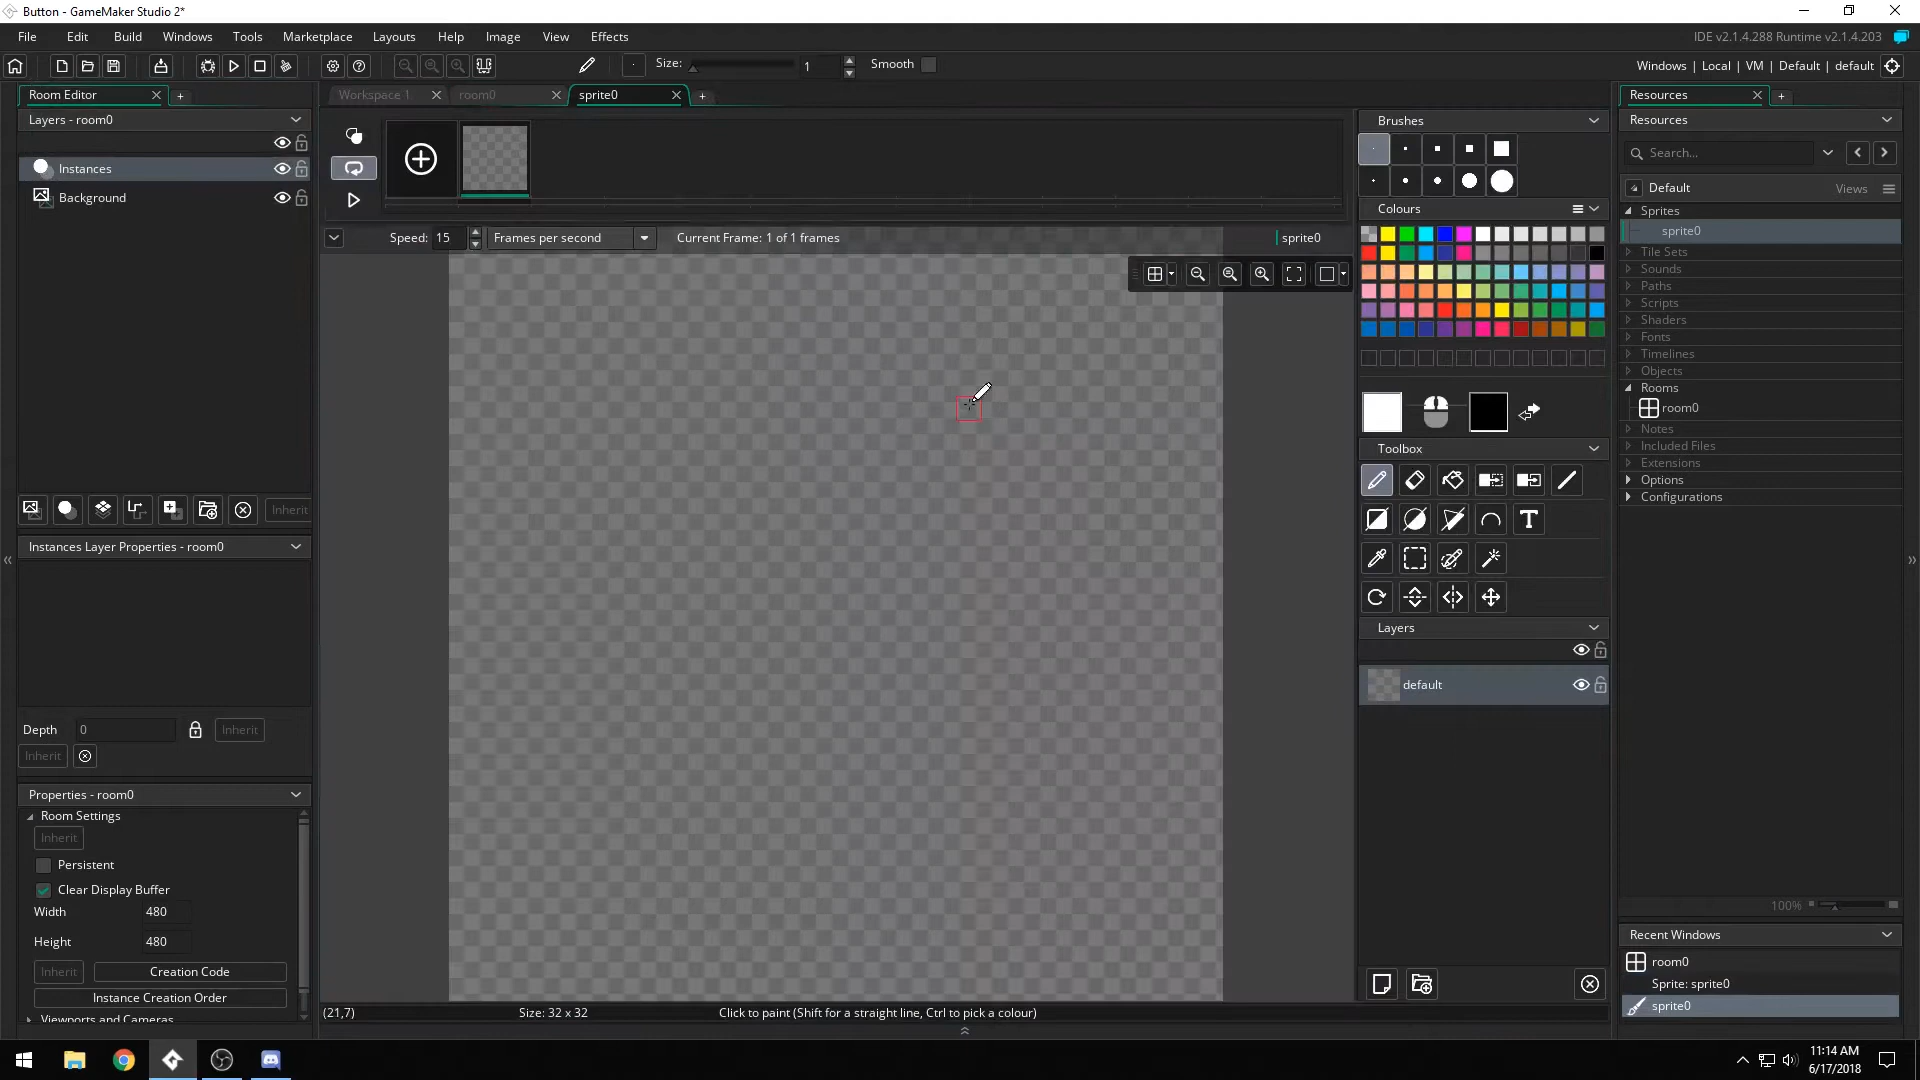 Button - GameMaker Studio 2*
File Edit Build Windows Tools Marketplace Layouts Help Image View Effects
IDE v2.1.4.288 Runtime v2.1.4.203
Size: 1 Smooth
Windows | Local | VM | Default | default
Room Editor
Workspace 1 room0 sprite0
Resources
Layers - room0
Instances
Background
Inherit
Instances Layer Properties - room0
Depth 0 Inherit
Inherit
Properties - room0
Room Settings
Inherit
Persistent
Clear Display Buffer
Width 480
Height 480
Inherit Creation Code
Instance Creation Order
Viewports and Cameras
Speed: 15 Frames per second Current Frame: 1 of 1 frames sprite0
(21,7) Size: 32 x 32 Click to paint (Shift for a straight line, Ctrl to pick a colour)
Brushes
Colours
Toolbox
T
Layers
default
Resources
Search...
Default Views
Sprites
sprite0
Tile Sets
Sounds
Paths
Scripts
Shaders
Fonts
Timelines
Objects
Rooms
room0
Notes
Included Files
Extensions
Options
Configurations
100%
Recent Windows
room0
Sprite: sprite0
sprite0
11:14 AM
6/17/2018